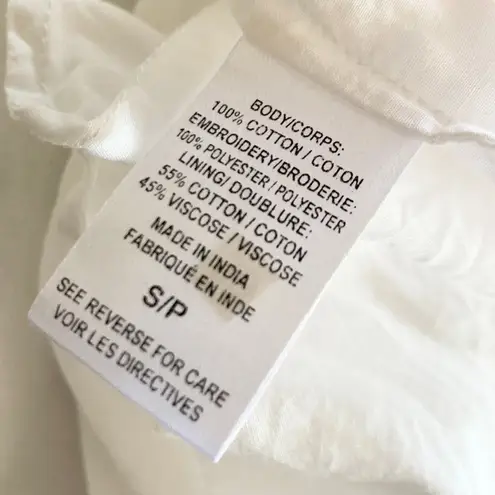 BODY/CORPS:
100% COTTON / COTON
EMBROIDERY/BRODERIE:
100% POLYESTER / POLYESTER
LINING/ DOUBLURE:
55% COTTON / COTON
45% VISCOSE / VISCOSE
MADE IN INDIA
FABRIQUÉ EN INDE
S/P
SEE REVERSE FOR CARE
VOIR LES DIRECTIVES